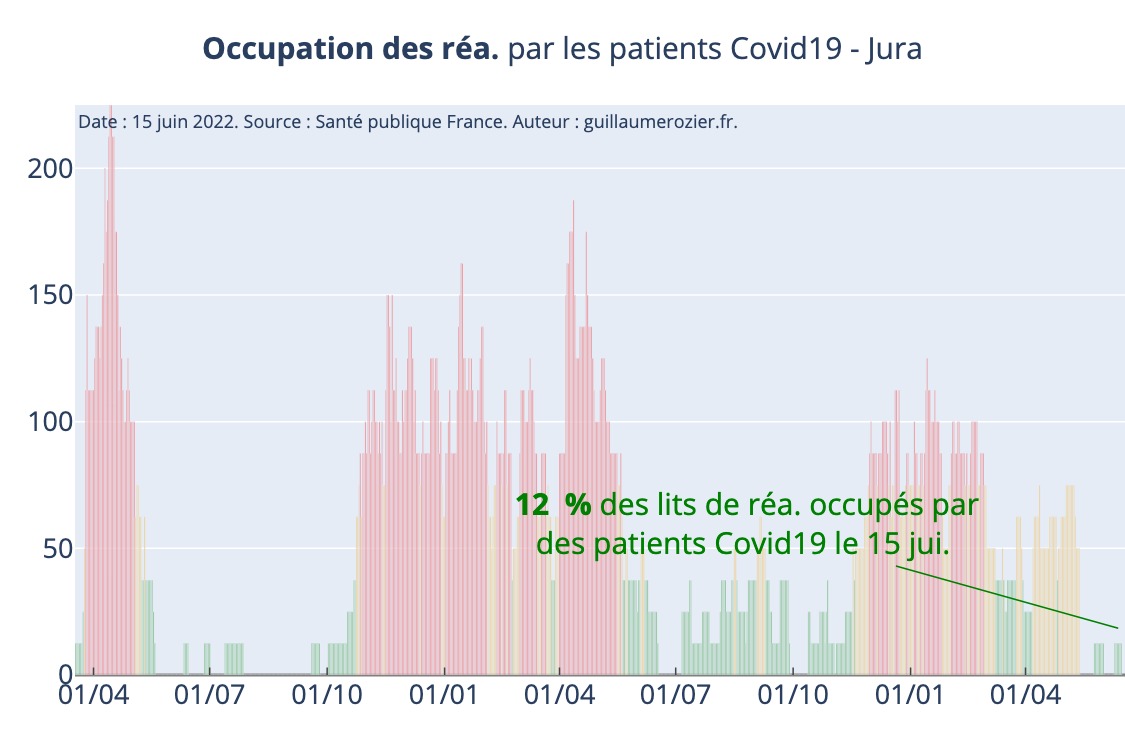 Occupation des réa. par les patients Covid19 - Jura
Date : 15 juin 2022. Source : Santé publique France. Auteur : guillaumerozier.fr.
200
150
100
50
0
12 % des lits de réa. occupés par
des patients Covid19 le 15 jui.
01/04 01/07 01/10 01/01 01/04 01/07 01/10 01/01 01/04